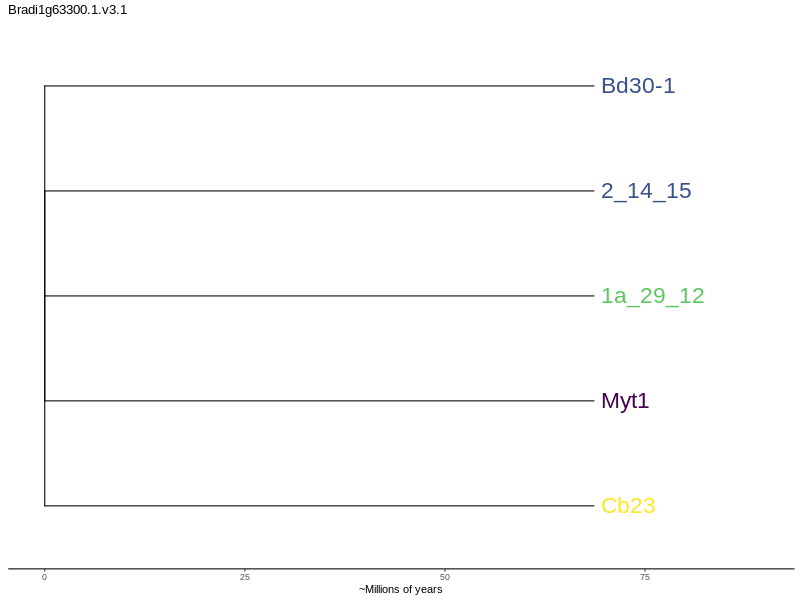 Bradi1g63300.1.v3.1
Bd30-1
2_14_15
1a_29_12
Myt1
Cb23
0 25 50 75
~Millions of years